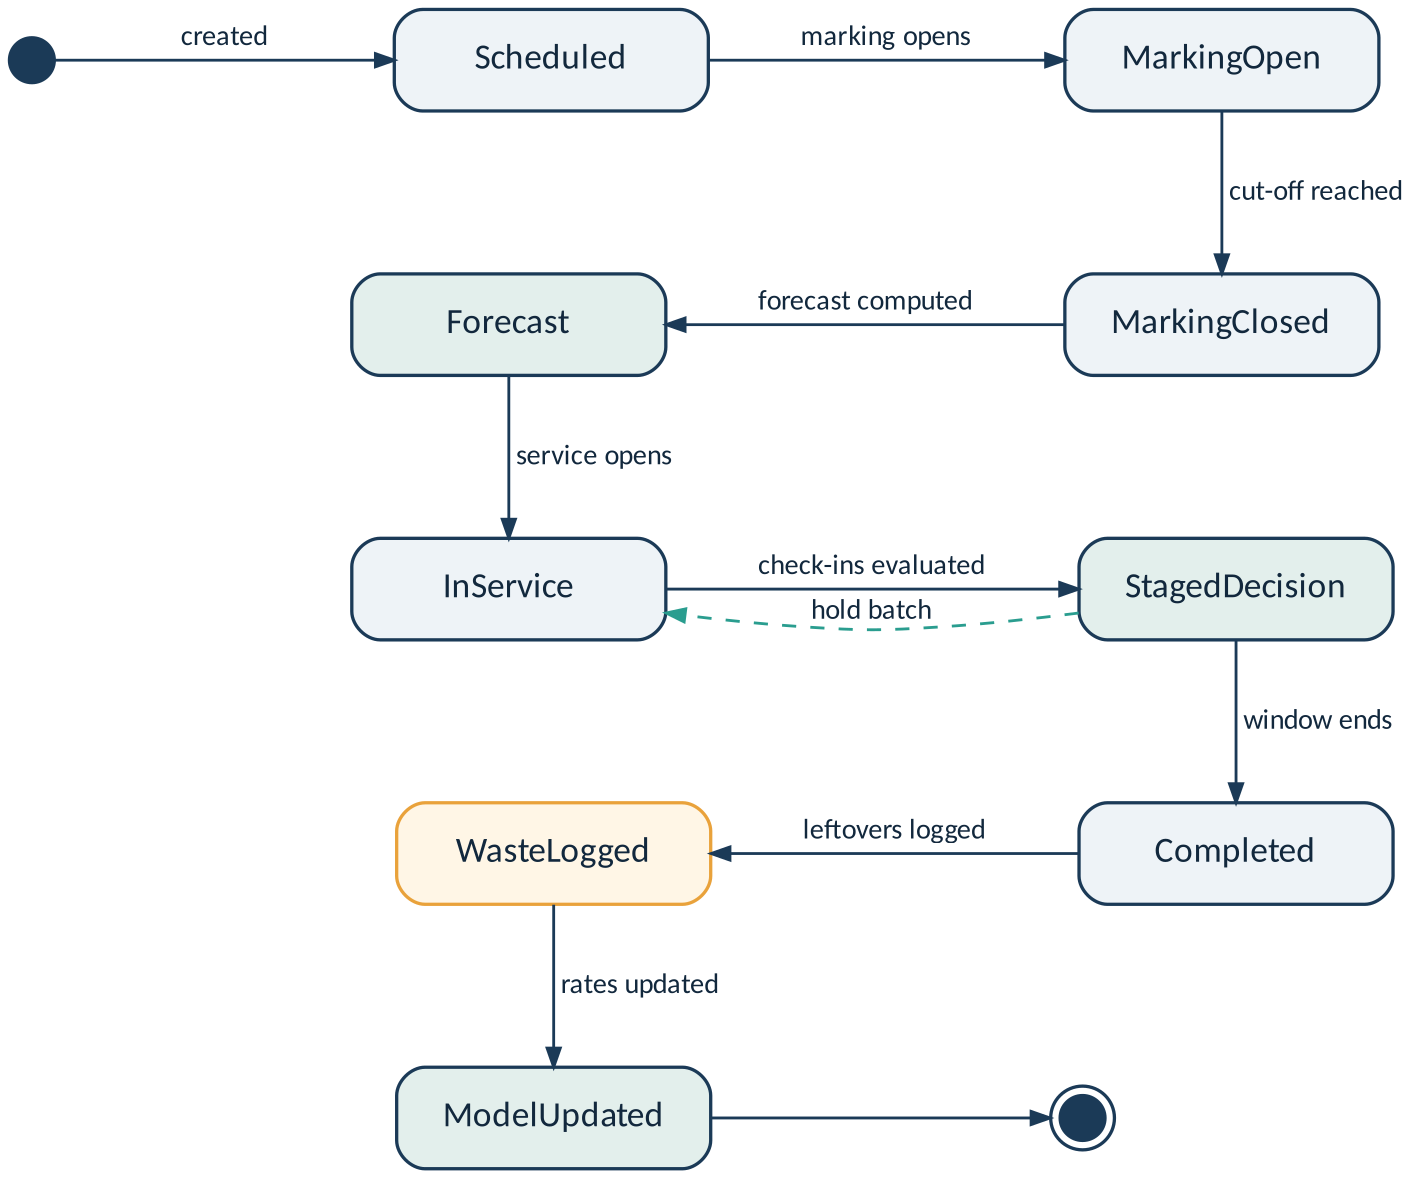 created
Scheduled
marking opens
MarkingOpen
cut-off reached
MarkingClosed
forecast computed
Forecast
service opens
InService
check-ins evaluated
StagedDecision
hold batch
window ends
Completed
leftovers logged
WasteLogged
rates updated
ModelUpdated